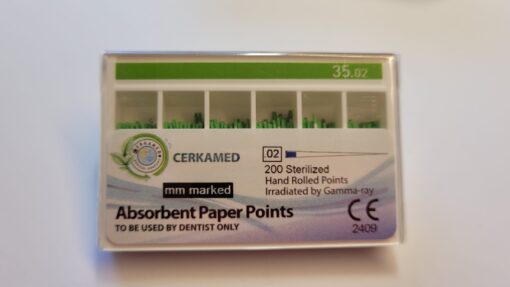 35.02
CERKAMED
.02
200 Sterilized
Hand Rolled Points
Irradiated by Gamma-ray
mm marked
Absorbent Paper Points
TO BE USED BY DENTIST ONLY
CE
2409